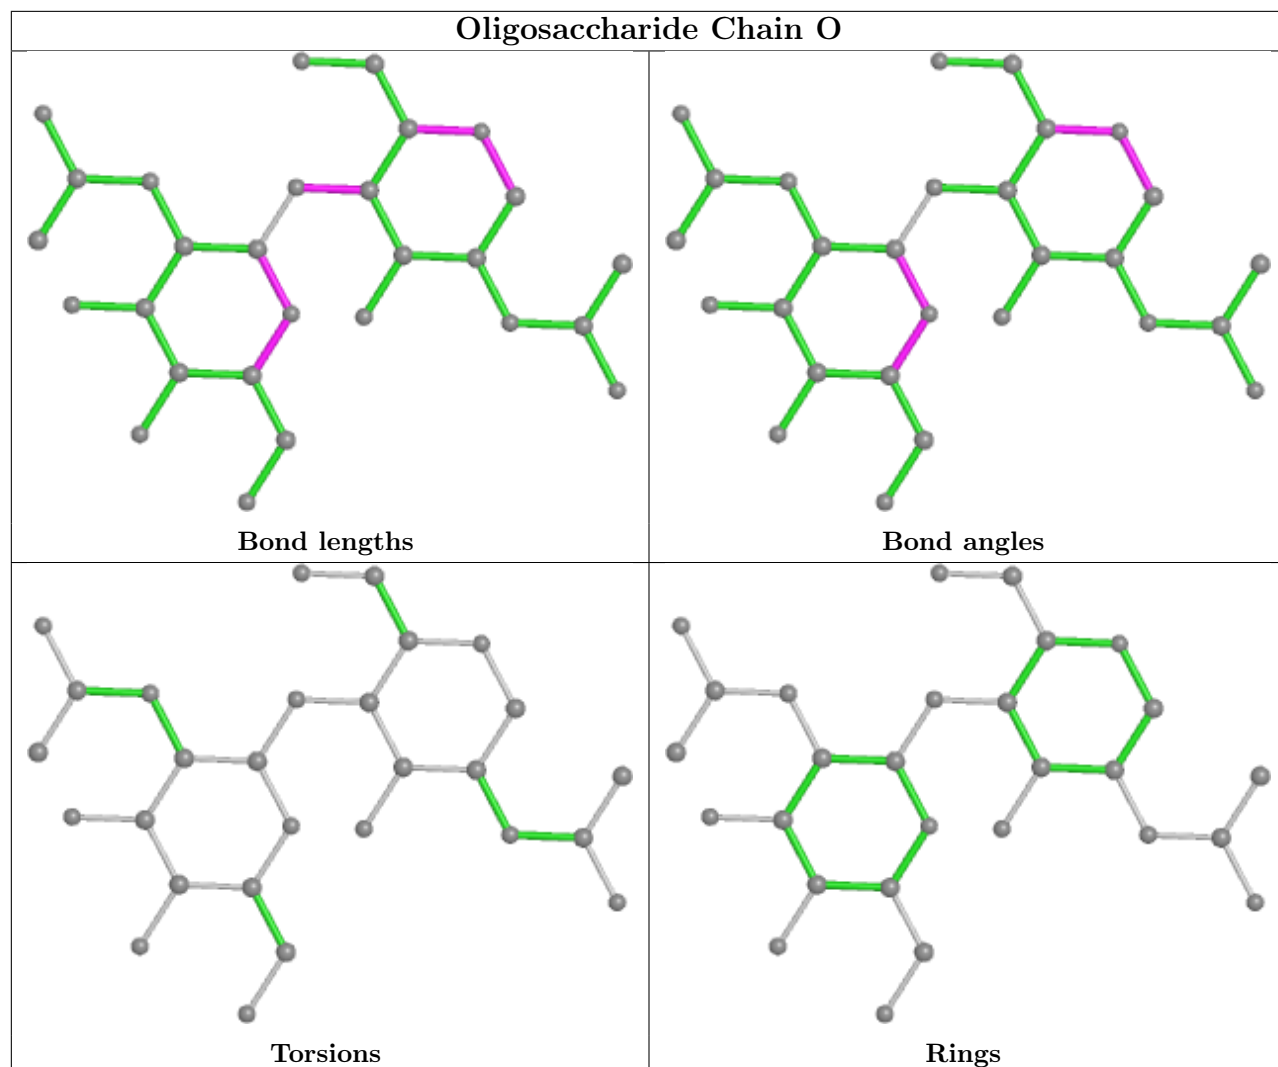 Oligosaccharide Chain O
Bond lengths
Bond angles
Torsions
Rings